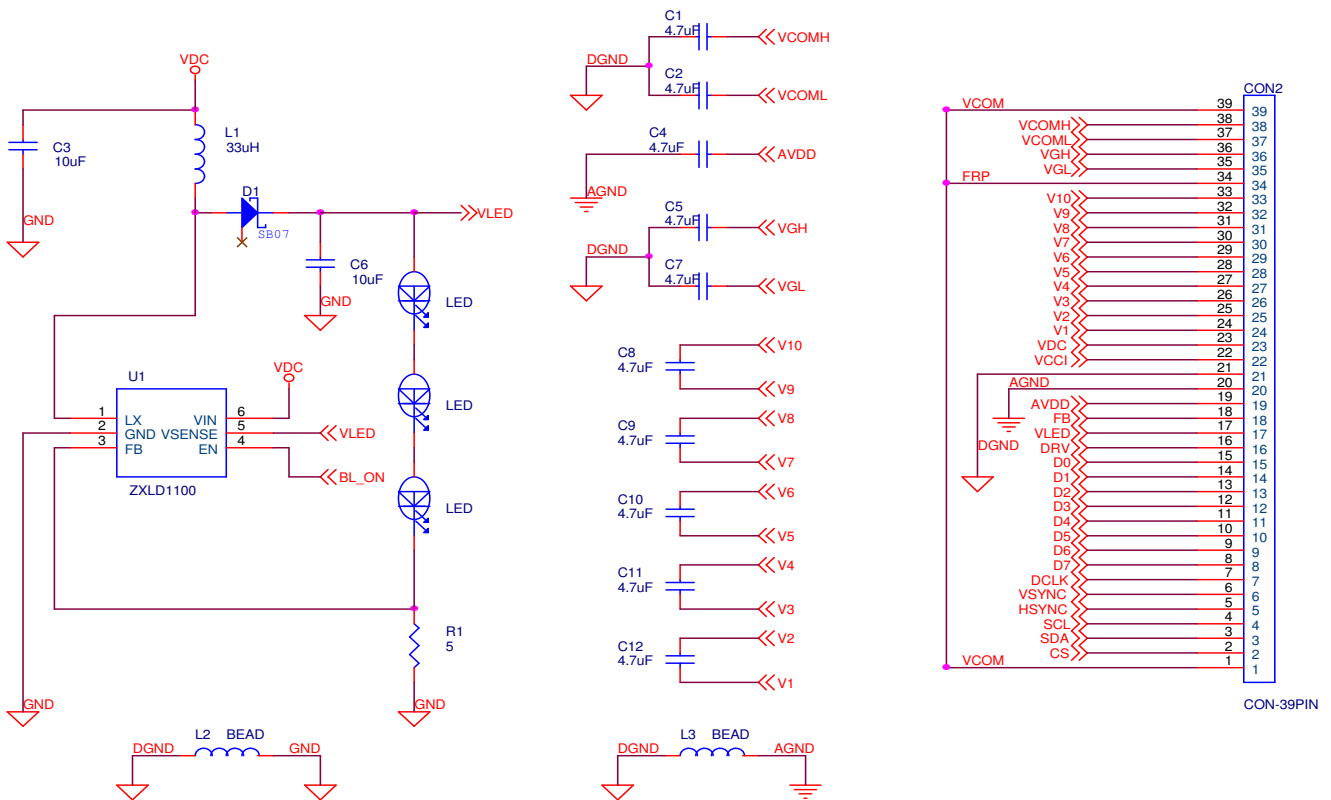 VDC
C3
10uF
GND
L1
33uH
D1
SB07
VLED
C6
10uF
GND
LED
LED
LED
U1
VDC
1 LX VIN 6
2 GND VSENSE 5 VLED
3 FB EN 4 BL_ON
ZXLD1100
R1
5
GND
GND
DGND L2 BEAD GND
C1
4.7uF
VCOMH
DGND
C2
4.7uF
VCOML
C4
4.7uF
AVDD
AGND
C5
4.7uF
VGH
DGND
C7
4.7uF
VGL
V10
C8
4.7uF
V9
V8
C9
4.7uF
V7
V6
C10
4.7uF
V5
V4
C11
4.7uF
V3
V2
C12
4.7uF
V1
DGND L3 BEAD AGND
CON2
VCOM 39 39
VCOMH 38 38
VCOML 37 37
VGH 36 36
VGL 35 35
FRP 34 34
V10 33 33
V9 32 32
V8 31 31
V7 30 30
V6 29 29
V5 28 28
V4 27 27
V3 26 26
V2 25 25
V1 24 24
VDC 23 23
VCCI 22 22
21 21
AGND 20 20
AVDD 19 19
FB 18 18
VLED 17 17
DGND
DRV 16 16
D0 15 15
D1 14 14
D2 13 13
D3 12 12
D4 11 11
D5 10 10
D6 9 9
D7 8 8
DCLK 7 7
VSYNC 6 6
HSYNC 5 5
SCL 4 4
SDA 3 3
CS 2 2
VCOM 1 1
CON-39PIN